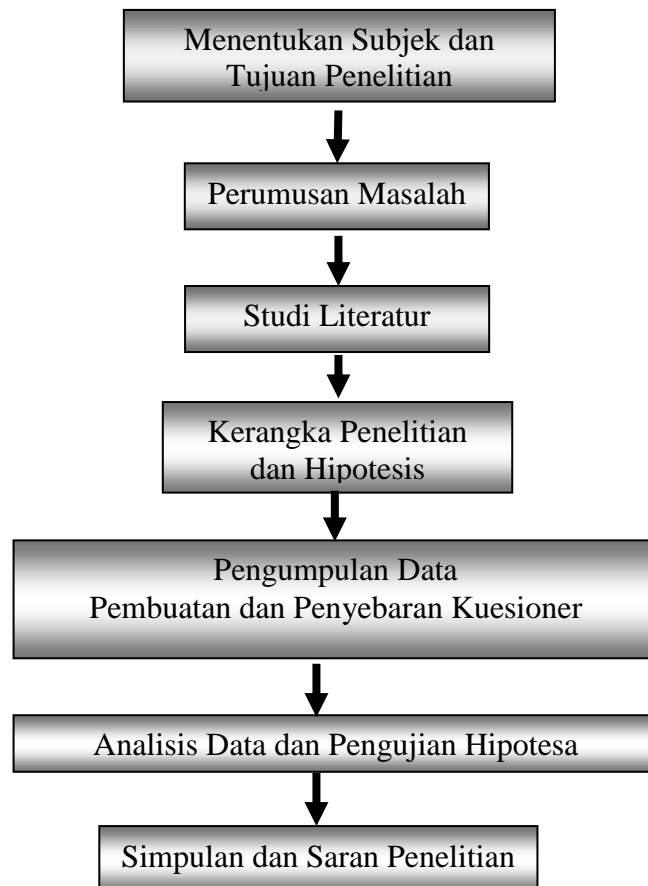 Menentukan Subjek dan
Tujuan Penelitian
Perumusan Masalah
Studi Literatur
Kerangka Penelitian
dan Hipotesis
Pengumpulan Data
Pembuatan dan Penyebaran Kuesioner
Analisis Data dan Pengujian Hipotesa
Simpulan dan Saran Penelitian